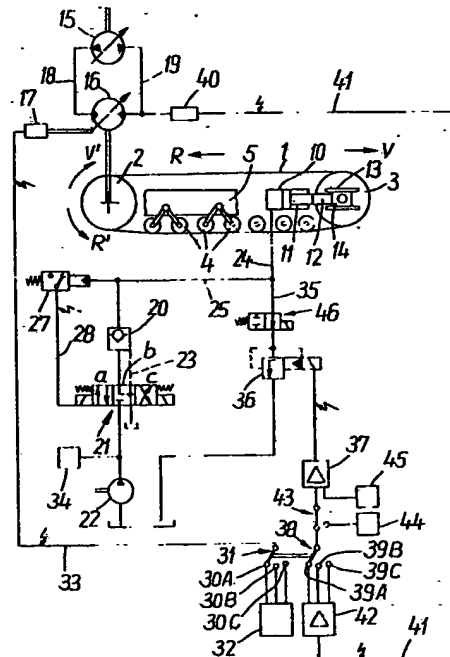 15
18 16 19
17 40 41
V' R V
2 5 1 10 13
3
R'
4 11 12 14
24
27 25 35
46
28 20
b 23
a c 36
21
34 37
22 45
43
38 44
33 31 39B
30A 39C
30B 39A
30C
32 42 41